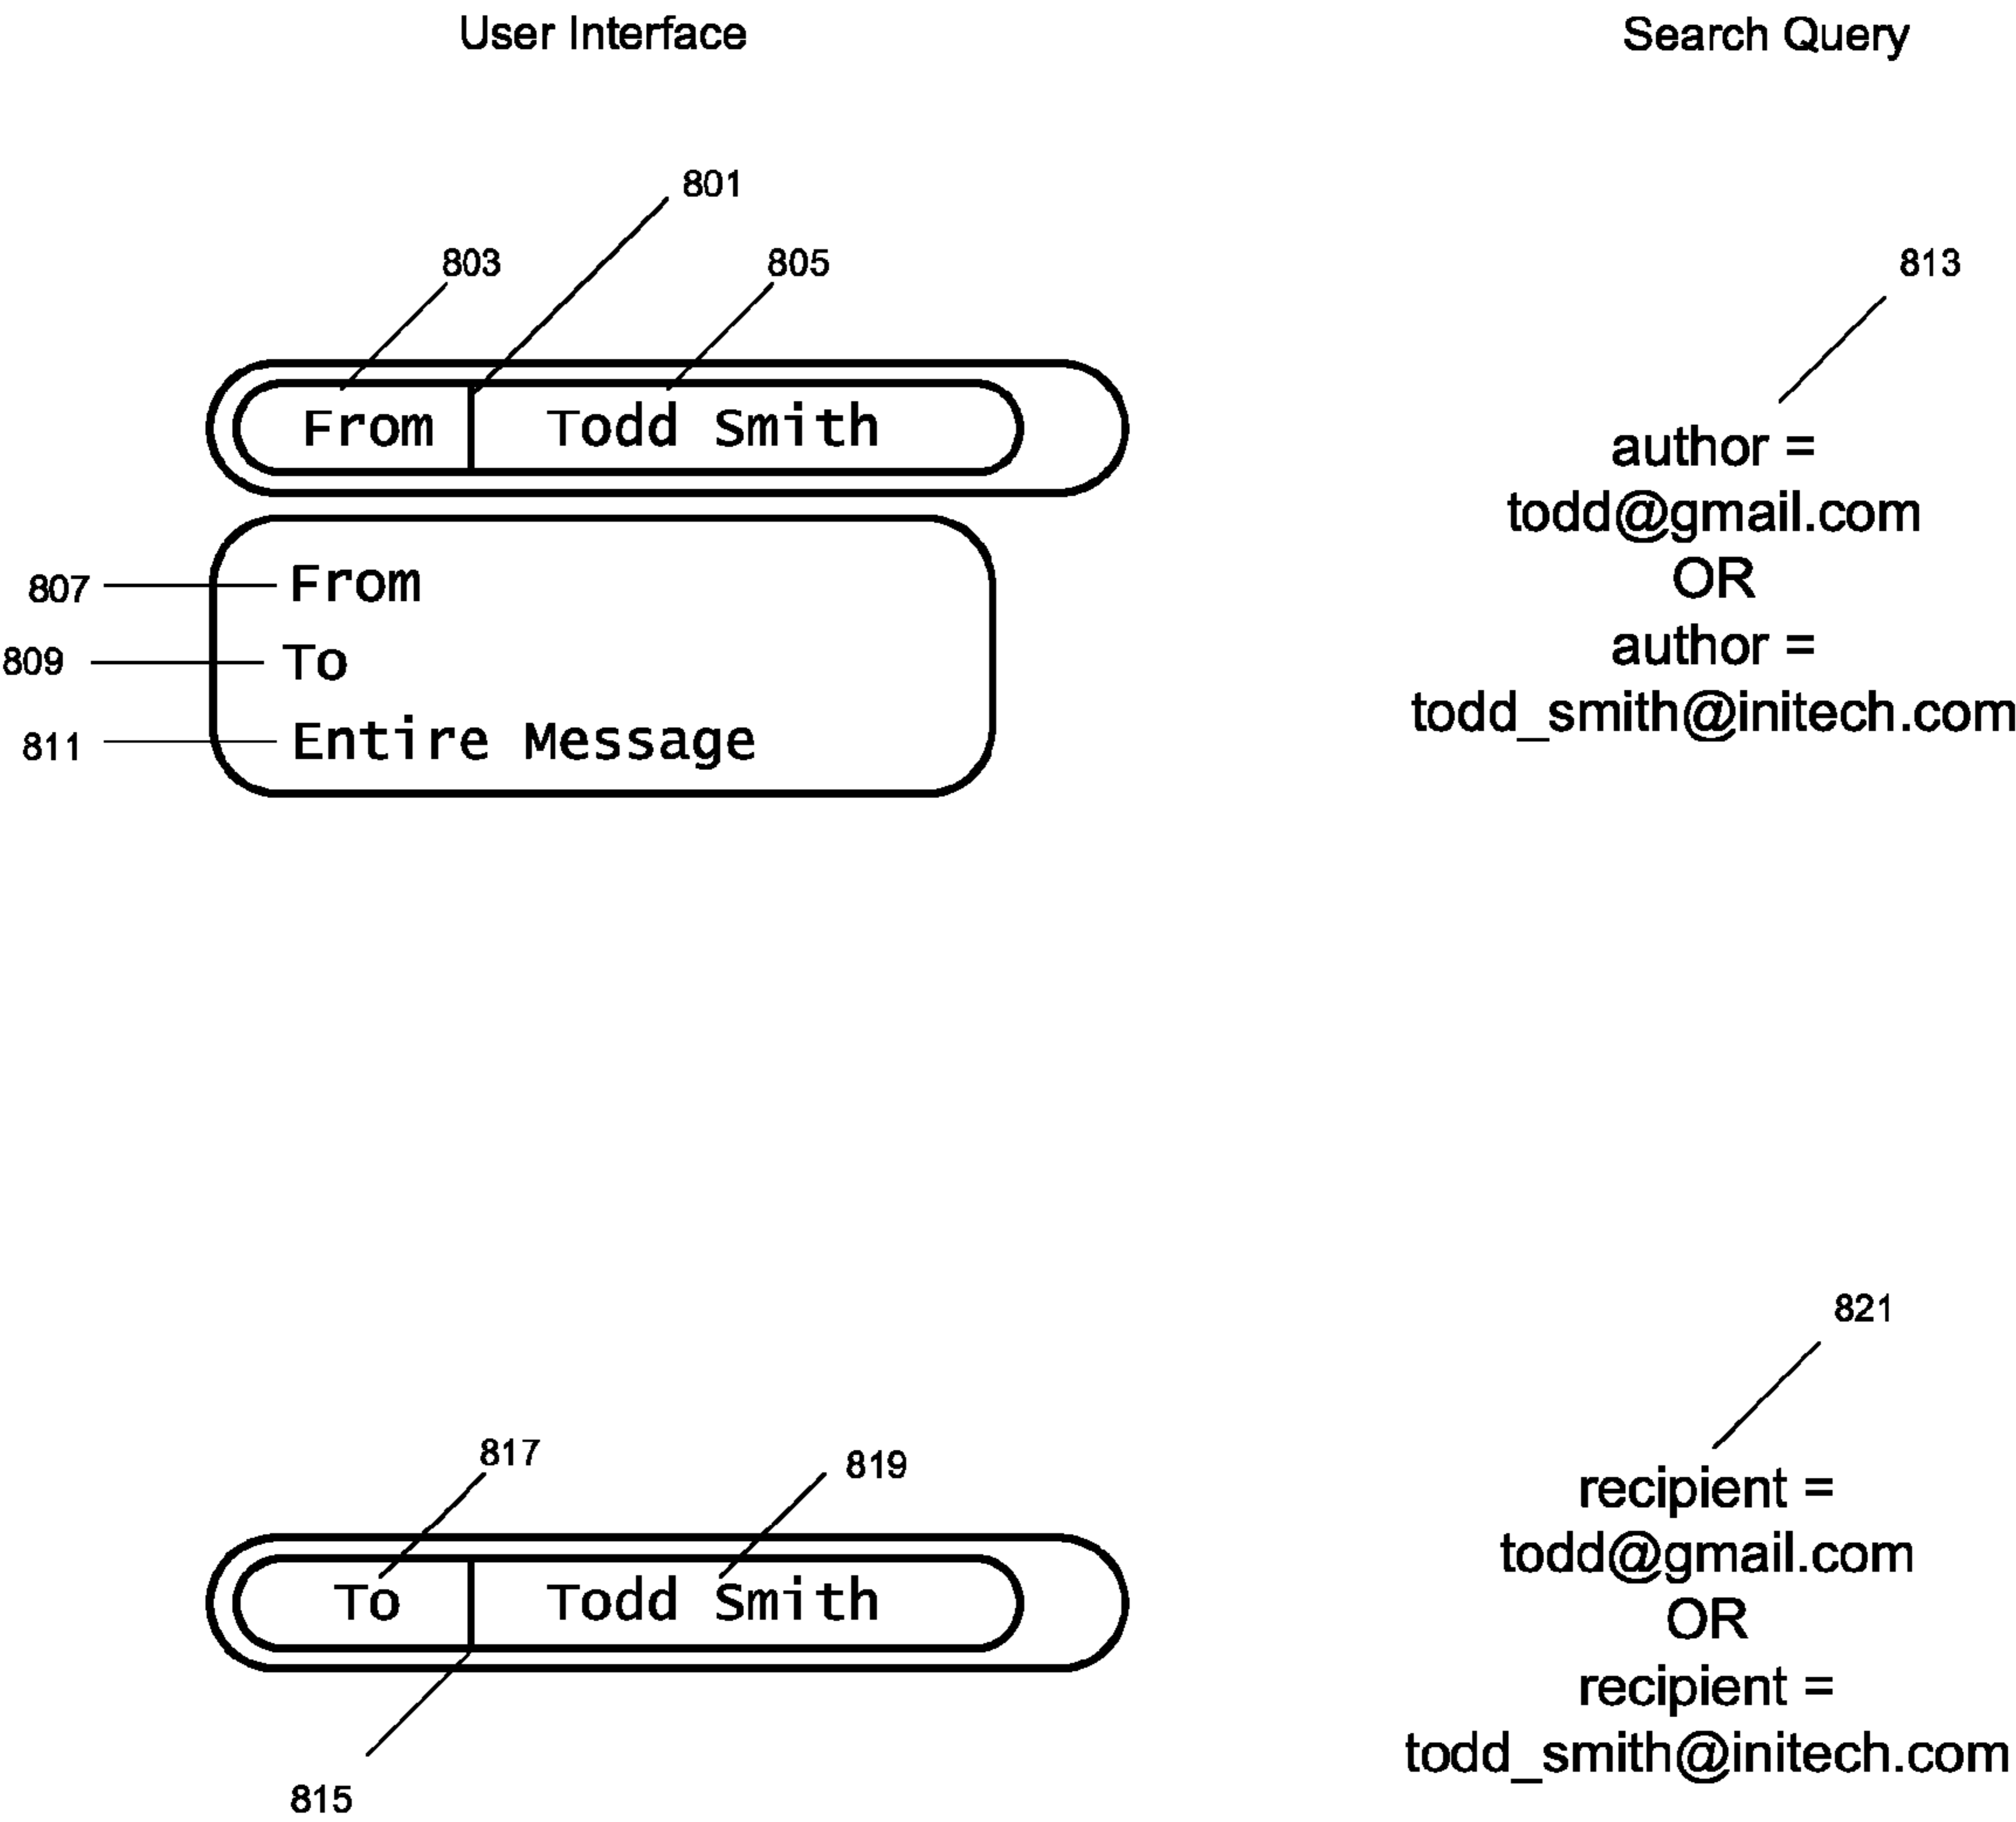 User Interface
Search Query
801
803
805
813
From
Todd Smith
author =
todd@gmail.com
OR
author =
todd_smith@initech.com
807
From
809
To
811
Entire Message
821
817
819
recipient =
todd@gmail.com
OR
recipient =
todd_smith@initech.com
To
Todd Smith
815